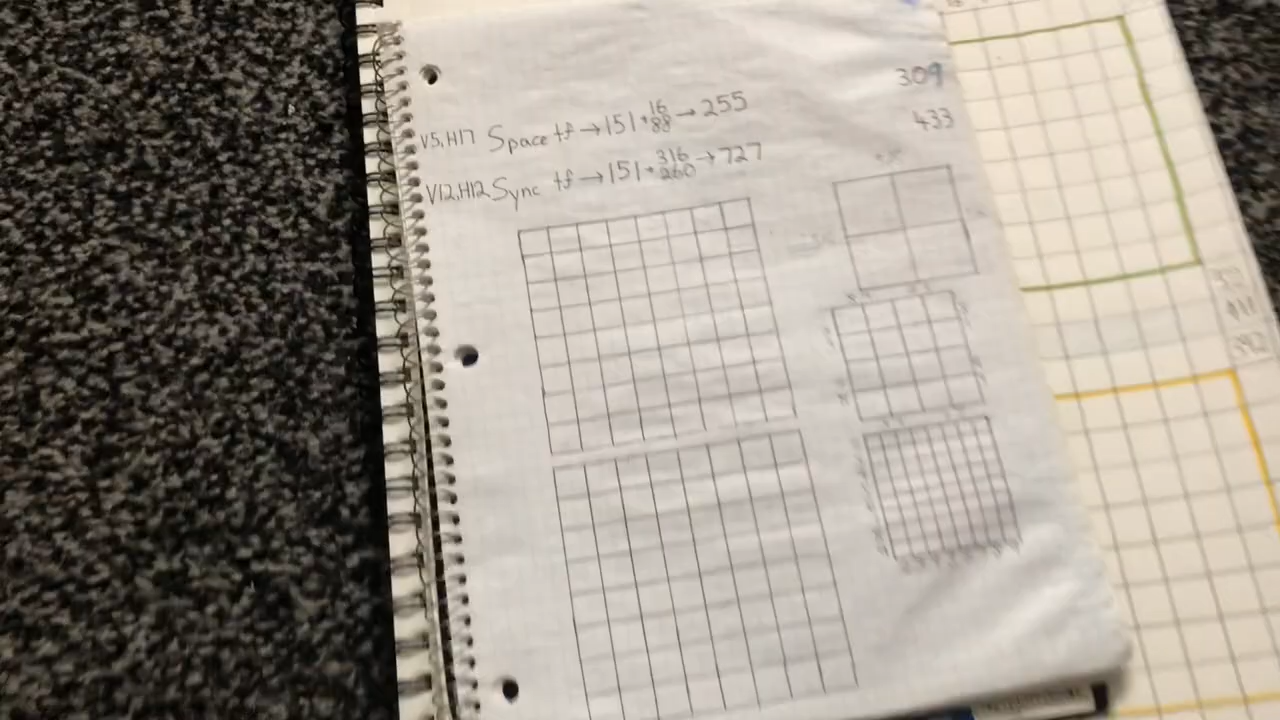 309
V5,H17 Space tf → 151 + 16 88 → 255
433
V12,H12 Sync tf → 151 + 316 260 → 727